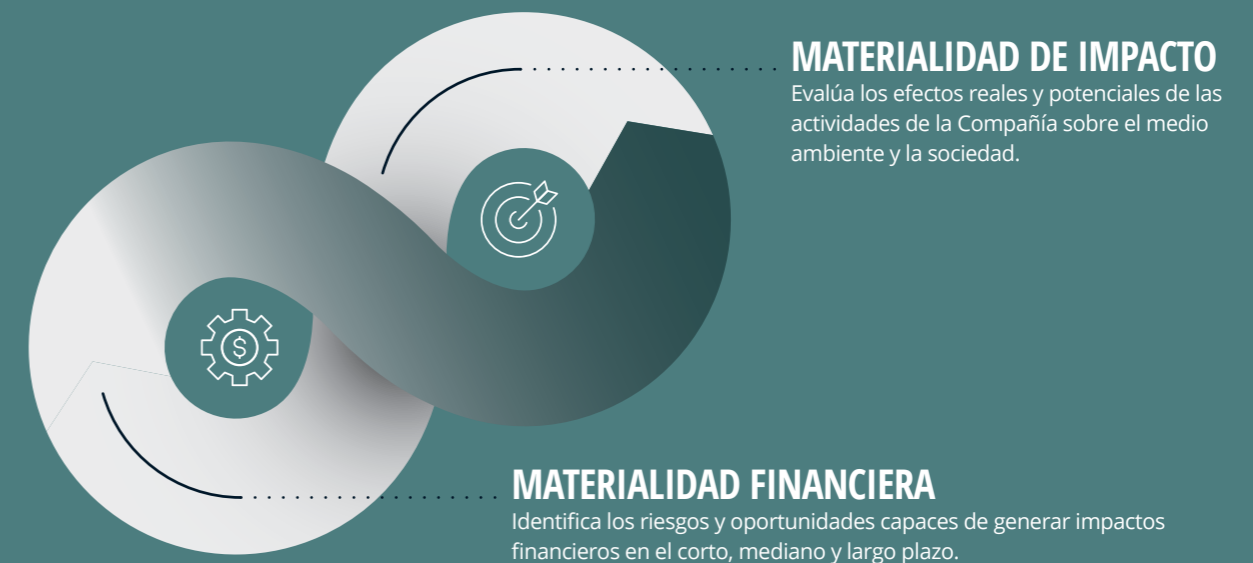 MATERIALIDAD DE IMPACTO
Evalúa los efectos reales y potenciales de las
actividades de la Compañía sobre el medio
ambiente y la sociedad.
$
MATERIALIDAD FINANCIERA
Identifica los riesgos y oportunidades capaces de generar impactos
financieros en el corto, mediano y largo plazo.